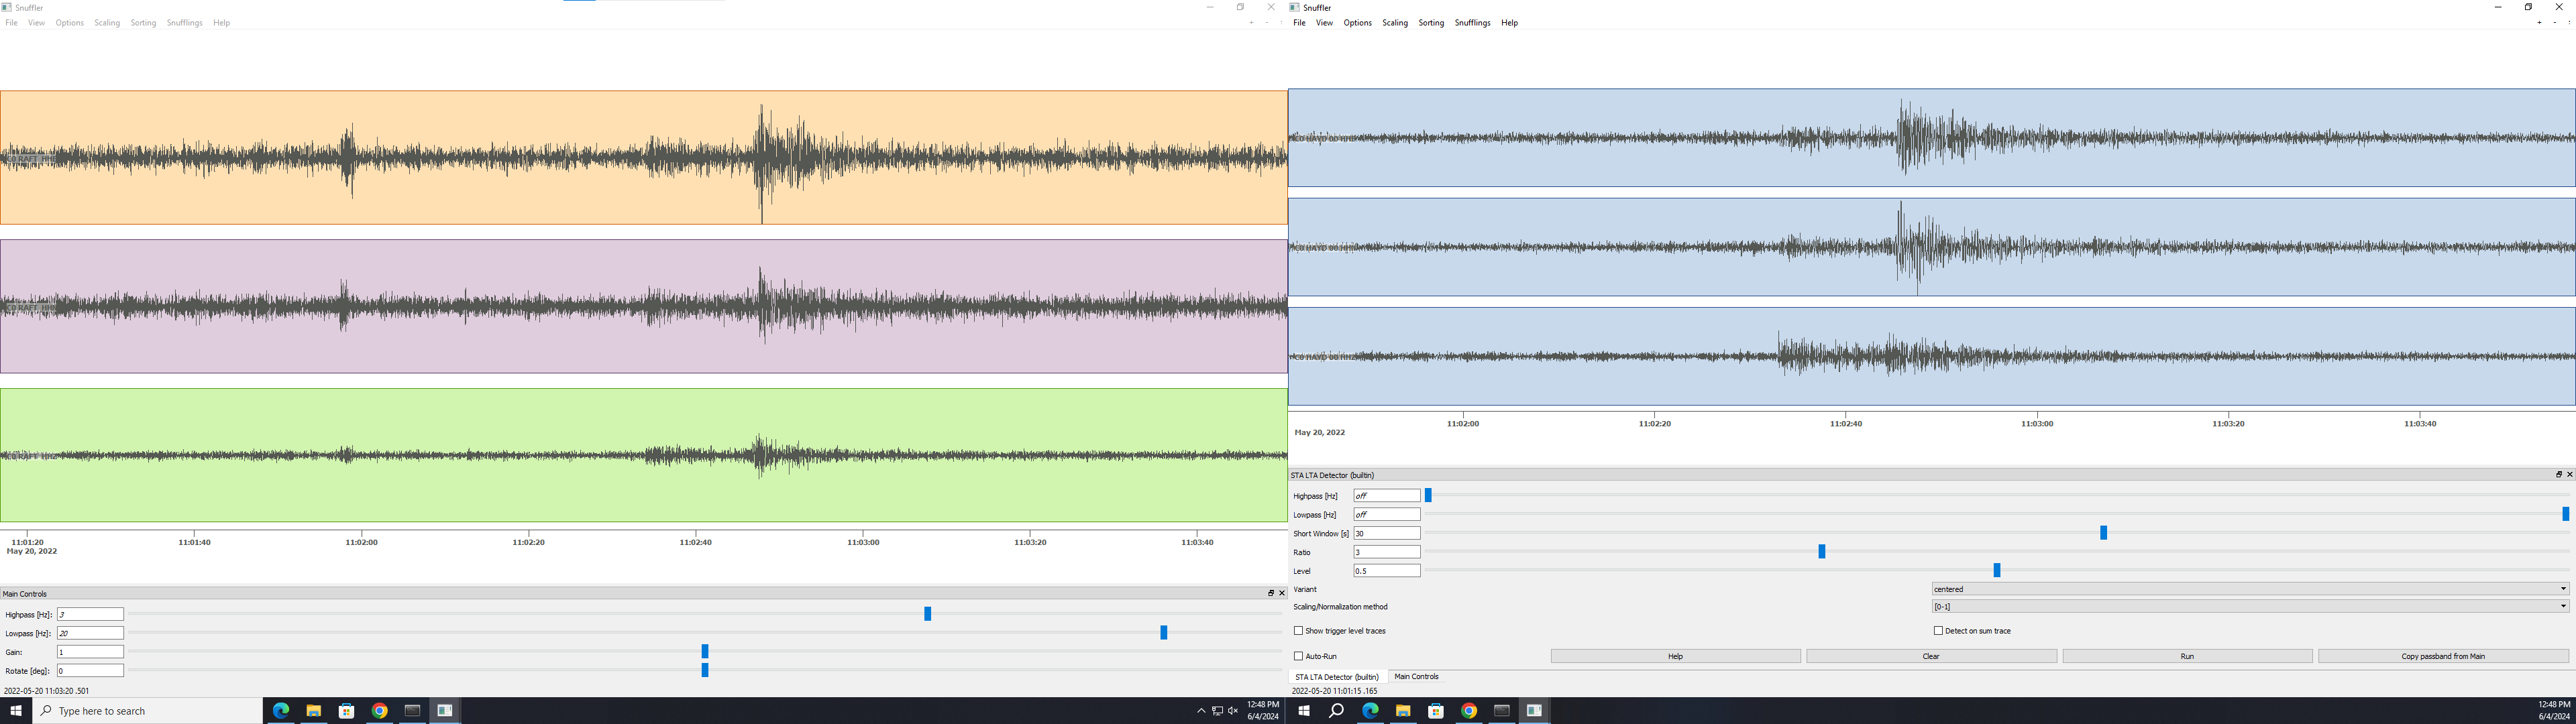 Snuffler
File View Options Scaling Sorting Snufflings Help
11:01:20 11:01:40 11:02:00 11:02:20 11:02:40 11:03:00 11:03:20 11:03:40
May 20, 2022
Main Controls
Highpass [Hz]: 3
Lowpass [Hz]: 20
Gain: 1
Rotate [deg]: 0
2022-05-20 11:03:20 .501
Type here to search
12:48 PM
6/4/2024
Snuffler
File View Options Scaling Sorting Snufflings Help
11:02:00 11:02:20 11:02:40 11:03:00 11:03:20 11:03:40
May 20, 2022
STA LTA Detector (builtin)
Highpass [Hz] off
Lowpass [Hz] off
Short Window [s] 30
Ratio 3
Level 0.5
Variant centered
Scaling/Normalization method [0-1]
Show trigger level traces Detect on sum trace
Auto-Run Help Clear Run Copy passband from Main
STA LTA Detector (builtin) Main Controls
2022-05-20 11:01:15 .165
12:48 PM
6/4/2024